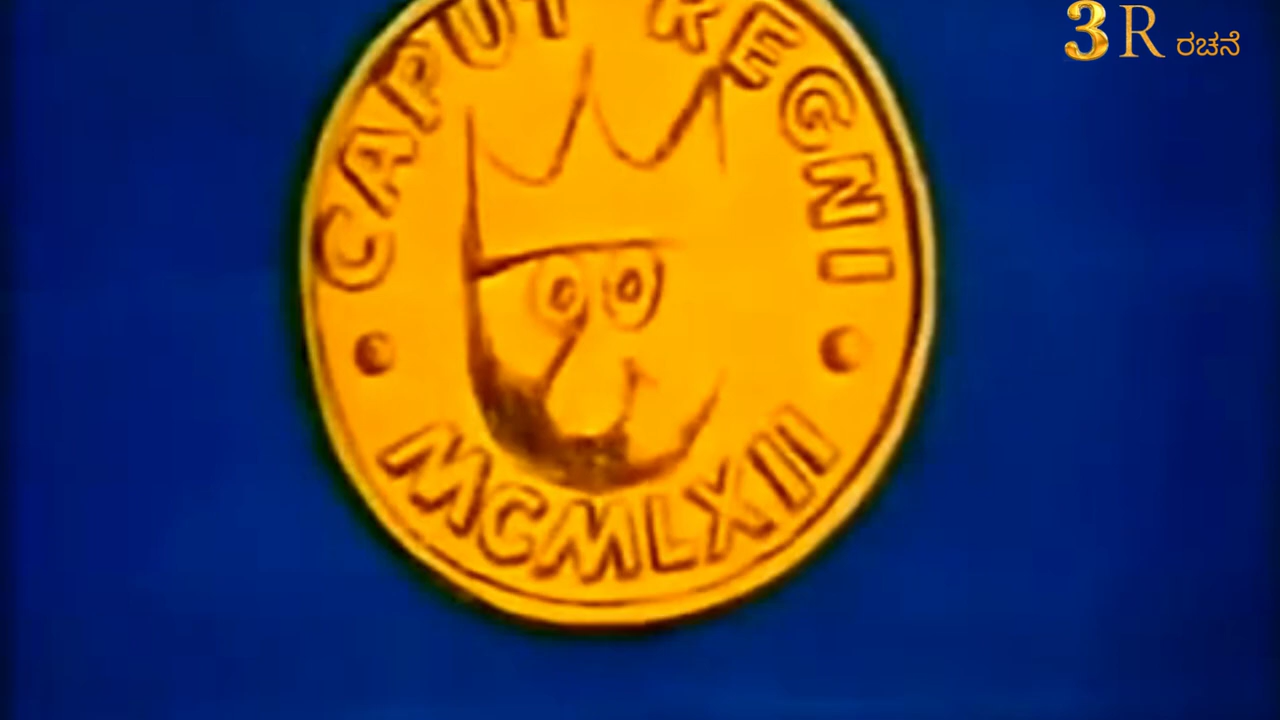 CAPUT REGNI
MCMLXII
3R ರಚನೆ